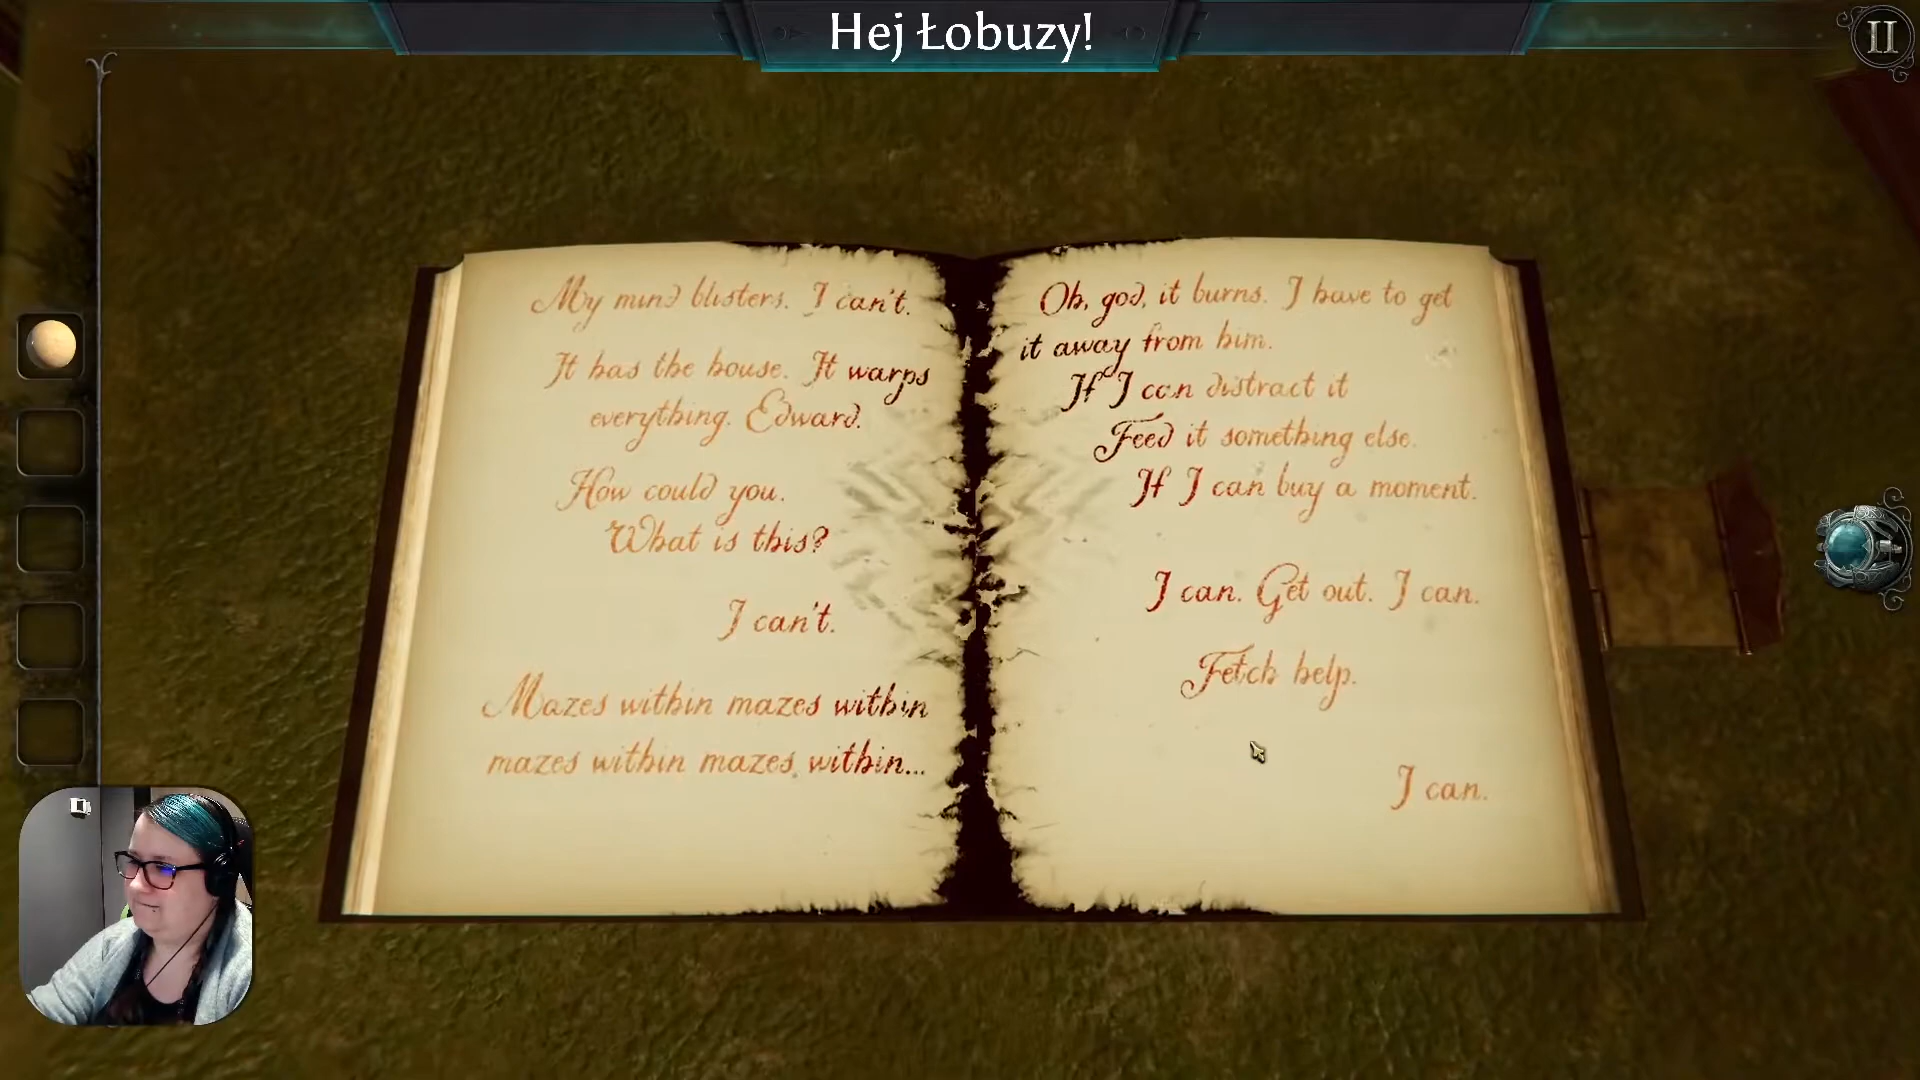 Hej Łobuzy!
II
My mind blisters. I can't.
It has the house. It warps
everything. Edward.
How could you.
What is this?
I can't.
Mazes within mazes within
mazes within mazes within...
Oh, god, it burns. I have to get
it away from him.
If I can distract it
Feed it something else.
If I can buy a moment.
I can. Get out. I can.
Fetch help.
I can.